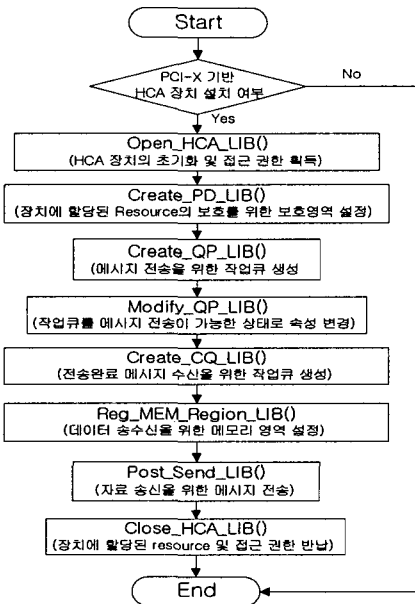 Start
PCI-X 기반
HCA 장치 설치 여부
No
Yes
Open_HCA_LIB()
(HCA 장치의 초기화 및 접근 권한 획득)
Create_PD_LIB()
(장치에 할당된 Resource의 보호를 위한 보호영역 설정)
Create_QP_LIB()
(메시지 전송을 위한 작업큐 생성
Modify_QP_LIB()
(작업큐를 메시지 전송이 가능한 상태로 속성 변경)
Create_CQ_LIB()
(전송완료 메시지 수신을 위한 작업큐 생성)
Reg_MEM_Region_LIB()
(데이터 송수신을 위한 메모리 영역 설정)
Post_Send_LIB()
(자료 송신을 위한 메시지 전송)
Close_HCA_LIB()
(장치에 할당된 resource 및 접근 권한 반납)
End